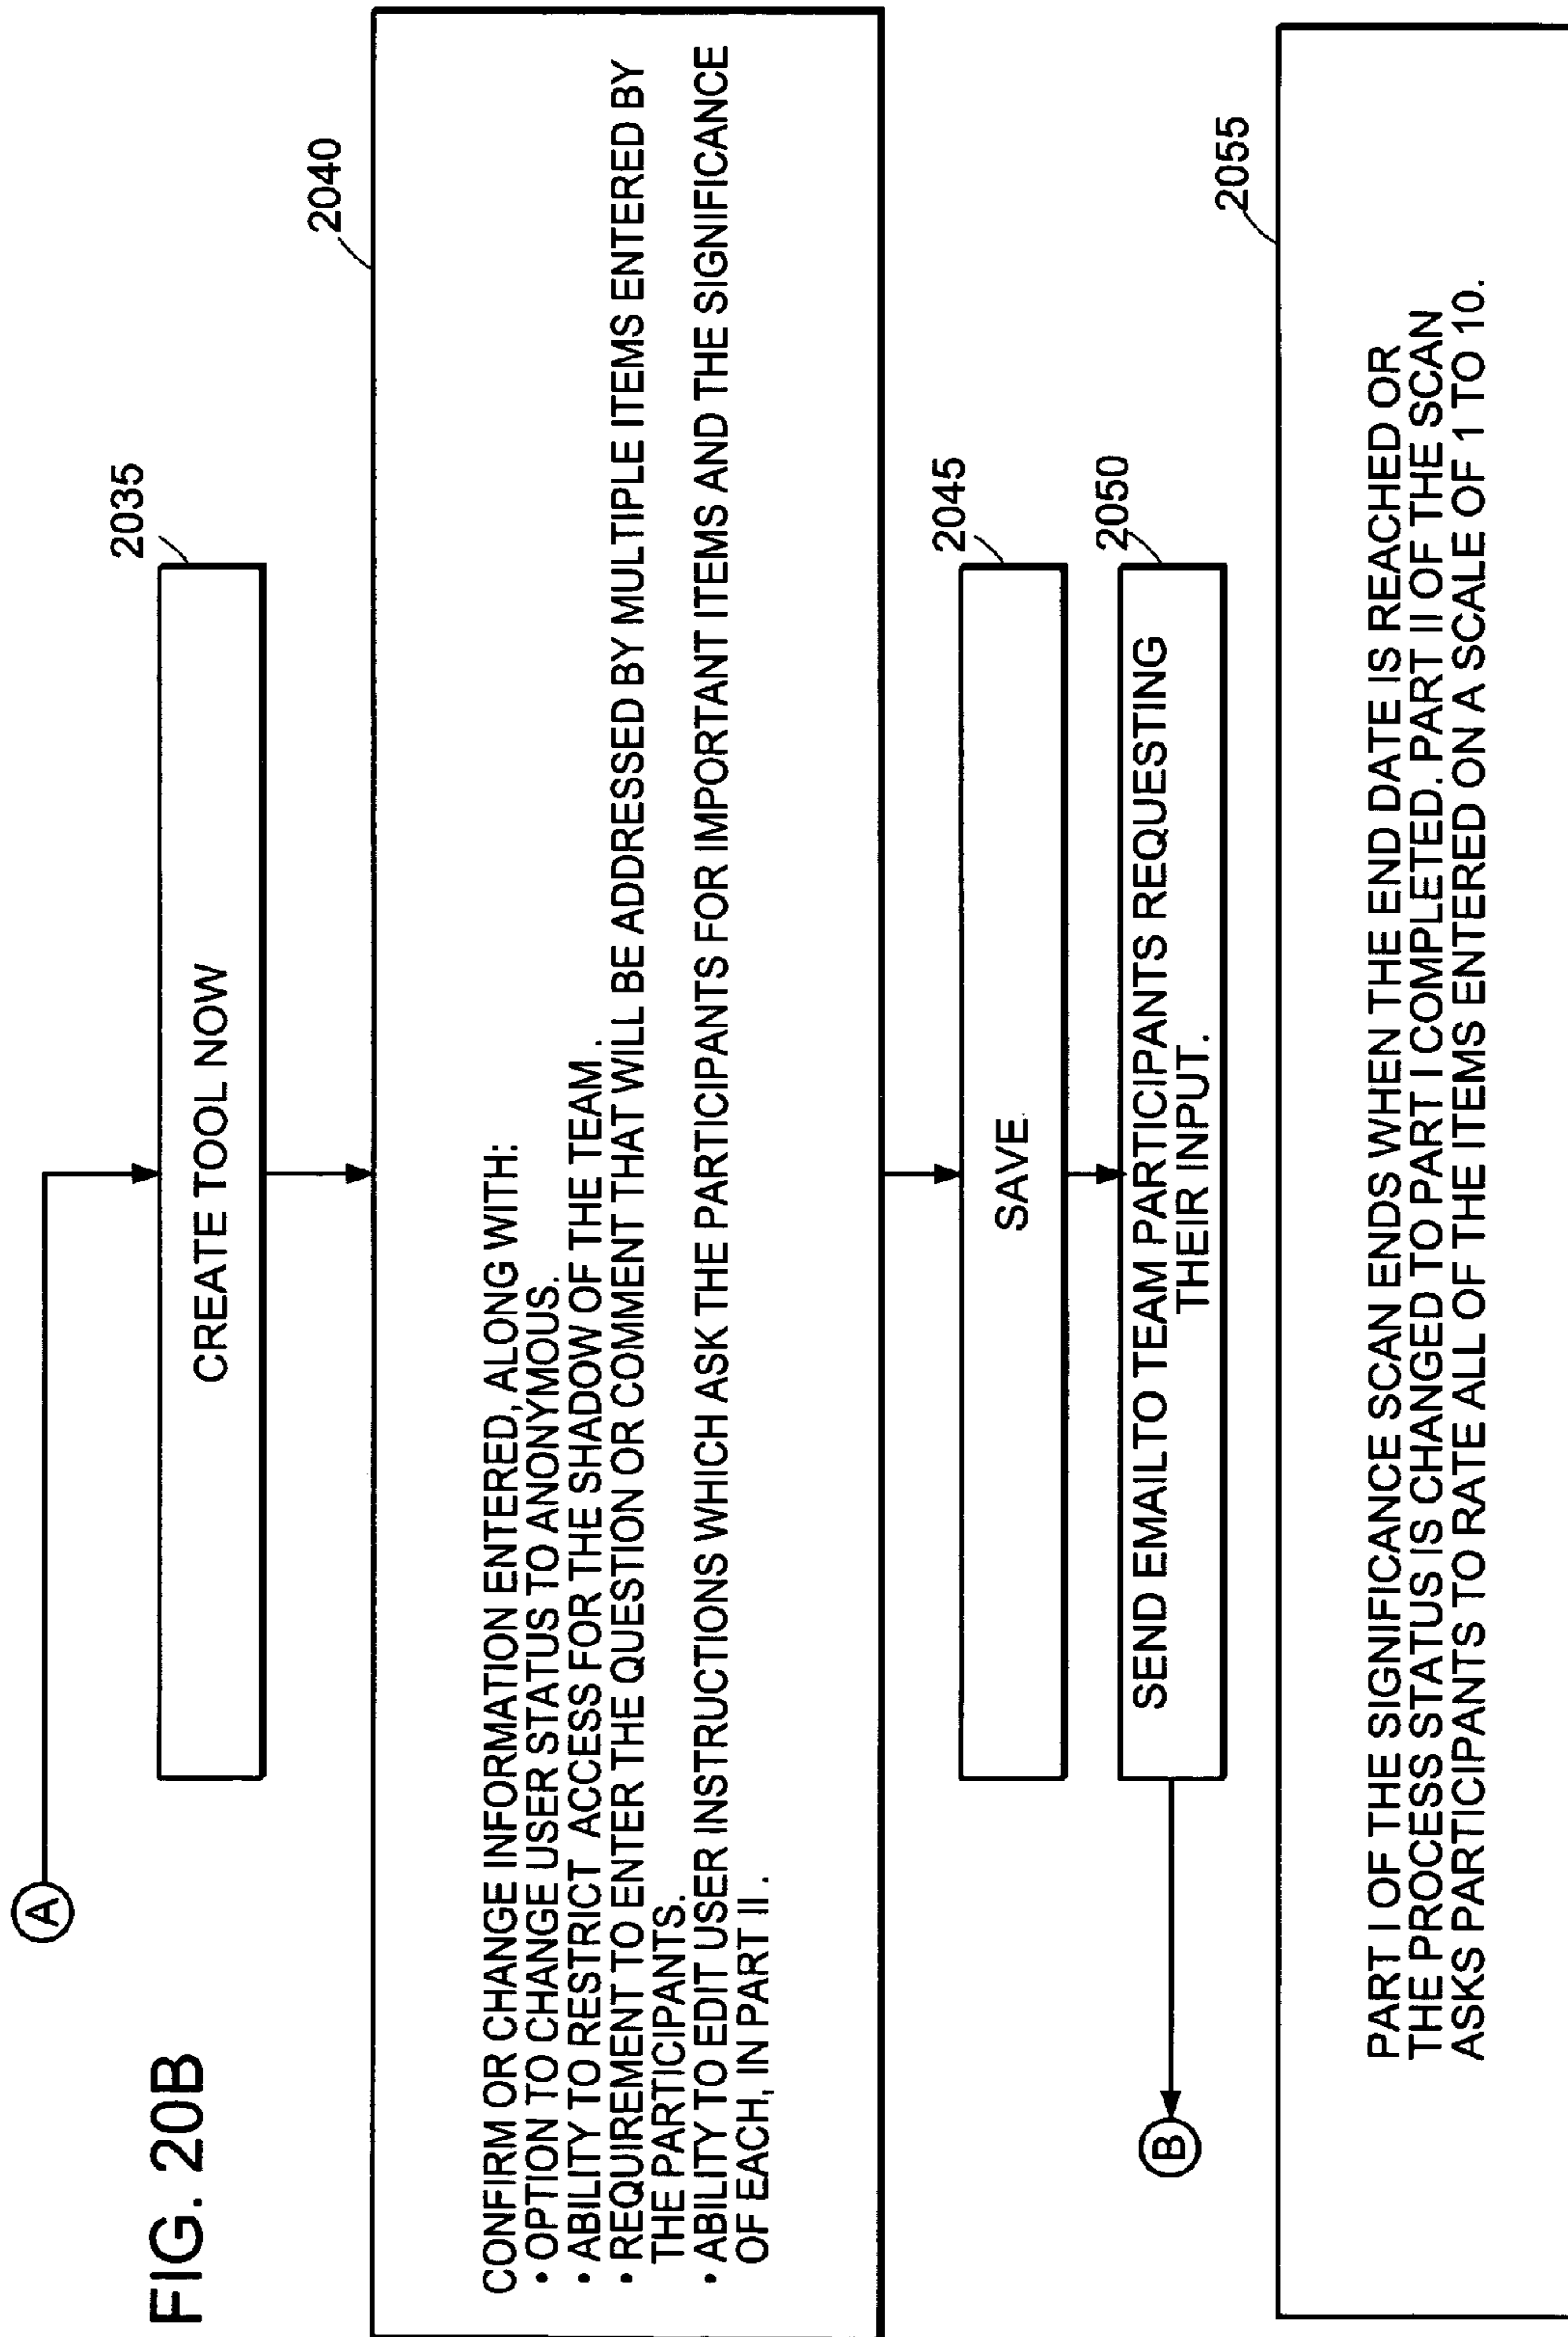 FIG. 20B
A
CREATE TOOL NOW
2035
2040
CONFIRM OR CHANGE INFORMATION ENTERED, ALONG WITH:
• OPTION TO CHANGE USER STATUS TO ANONYMOUS.
• ABILITY TO RESTRICT ACCESS FOR THE SHADOW OF THE TEAM.
• REQUIREMENT TO ENTER THE QUESTION OR COMMENT THAT WILL BE ADDRESSED BY MULTIPLE ITEMS ENTERED BY
THE PARTICIPANTS.
• ABILITY TO EDIT USER INSTRUCTIONS WHICH ASK THE PARTICIPANTS FOR IMPORTANT ITEMS AND THE SIGNIFICANCE
OF EACH, IN PART II.
SAVE
2045
SEND EMAILTO TEAM PARTICIPANTS REQUESTING
THEIR INPUT.
2050
B
2055
PART I OF THE SIGNIFICANCE SCAN ENDS WHEN THE END DATE IS REACHED OR
THE PROCESS STATUS IS CHANGED TO PART I COMPLETED. PART II OF THE SCAN
ASKS PARTICIPANTS TO RATE ALL OF THE ITEMS ENTERED ON A SCALE OF 1 TO 10.